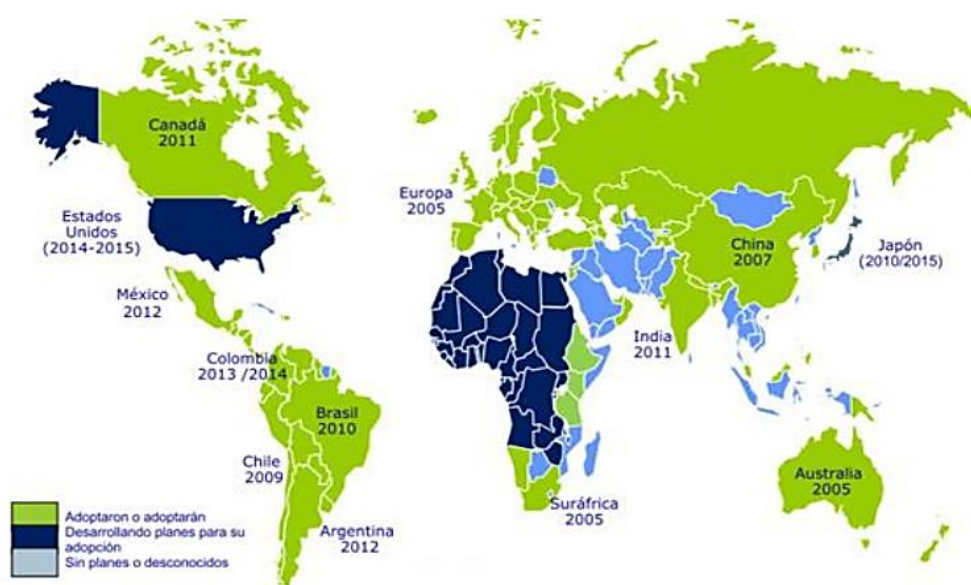 Canadá
2011
Estados
Unidos
(2014-2015)
Europa
2005
China
2007
Japón
(2010/2015)
México
2012
India
2011
Colombia
2013 /2014
Brasil
2010
Chile
2009
Argentina
2012
Suráfrica
2005
Australia
2005
Adoptaron o adoptarán
Desarrollando planes para su
adopción
Sin planes o desconocidos